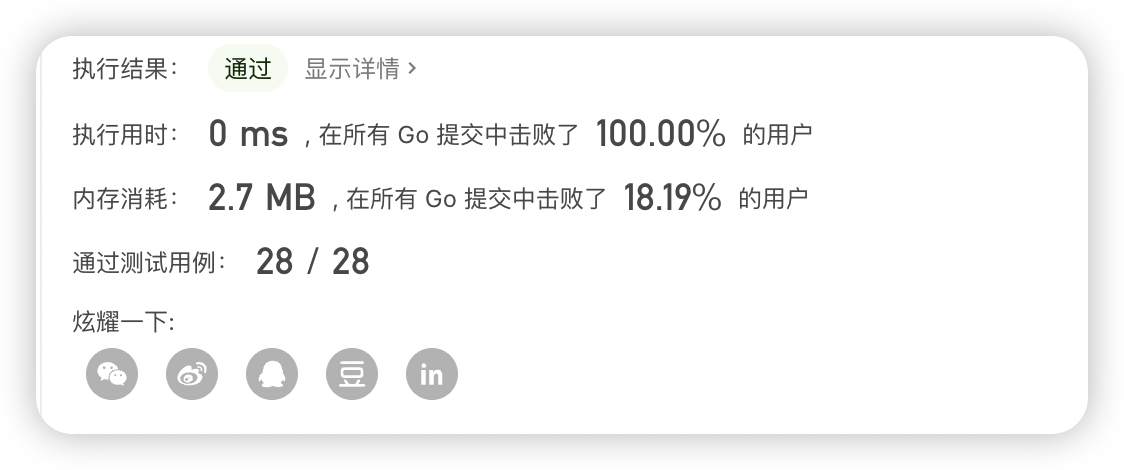 执行结果： 通过 显示详情 >
执行用时： 0 ms , 在所有 Go 提交中击败了 100.00% 的用户
内存消耗： 2.7 MB , 在所有 Go 提交中击败了 18.19% 的用户
通过测试用例： 28 / 28
炫耀一下:
豆 in